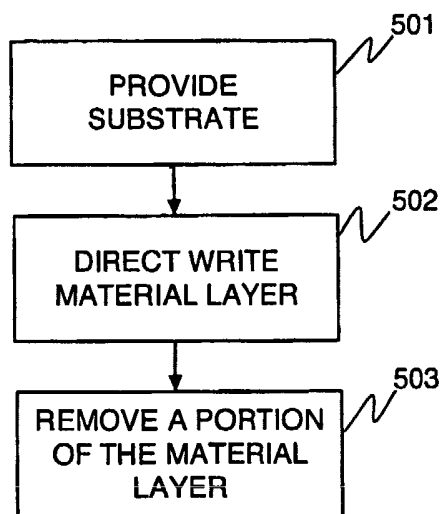 501
PROVIDE
SUBSTRATE
502
DIRECT WRITE
MATERIAL LAYER
503
REMOVE A PORTION
OF THE MATERIAL
LAYER